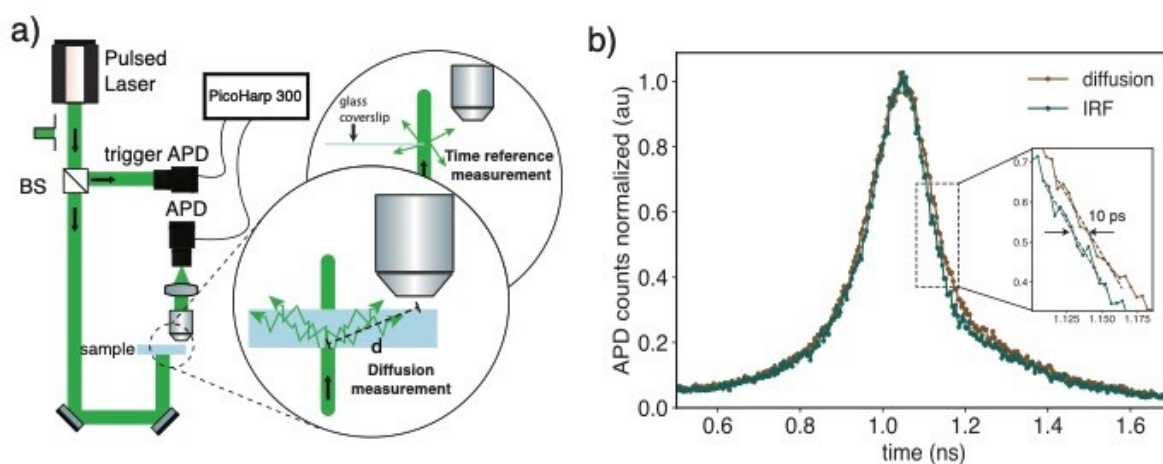 a)
Pulsed
Laser
PicoHarp 300
trigger APD
BS
APD
sample
glass
coverslip
Time reference
measurement
d
Diffusion
measurement
b)
APD counts normalized (au)
1.0
0.8
0.6
0.4
0.2
0.0
0.6 0.8 1.0 1.2 1.4 1.6
time (ns)
diffusion
IRF
0.7
0.6
0.5
0.4
10 ps
1.125 1.150 1.175